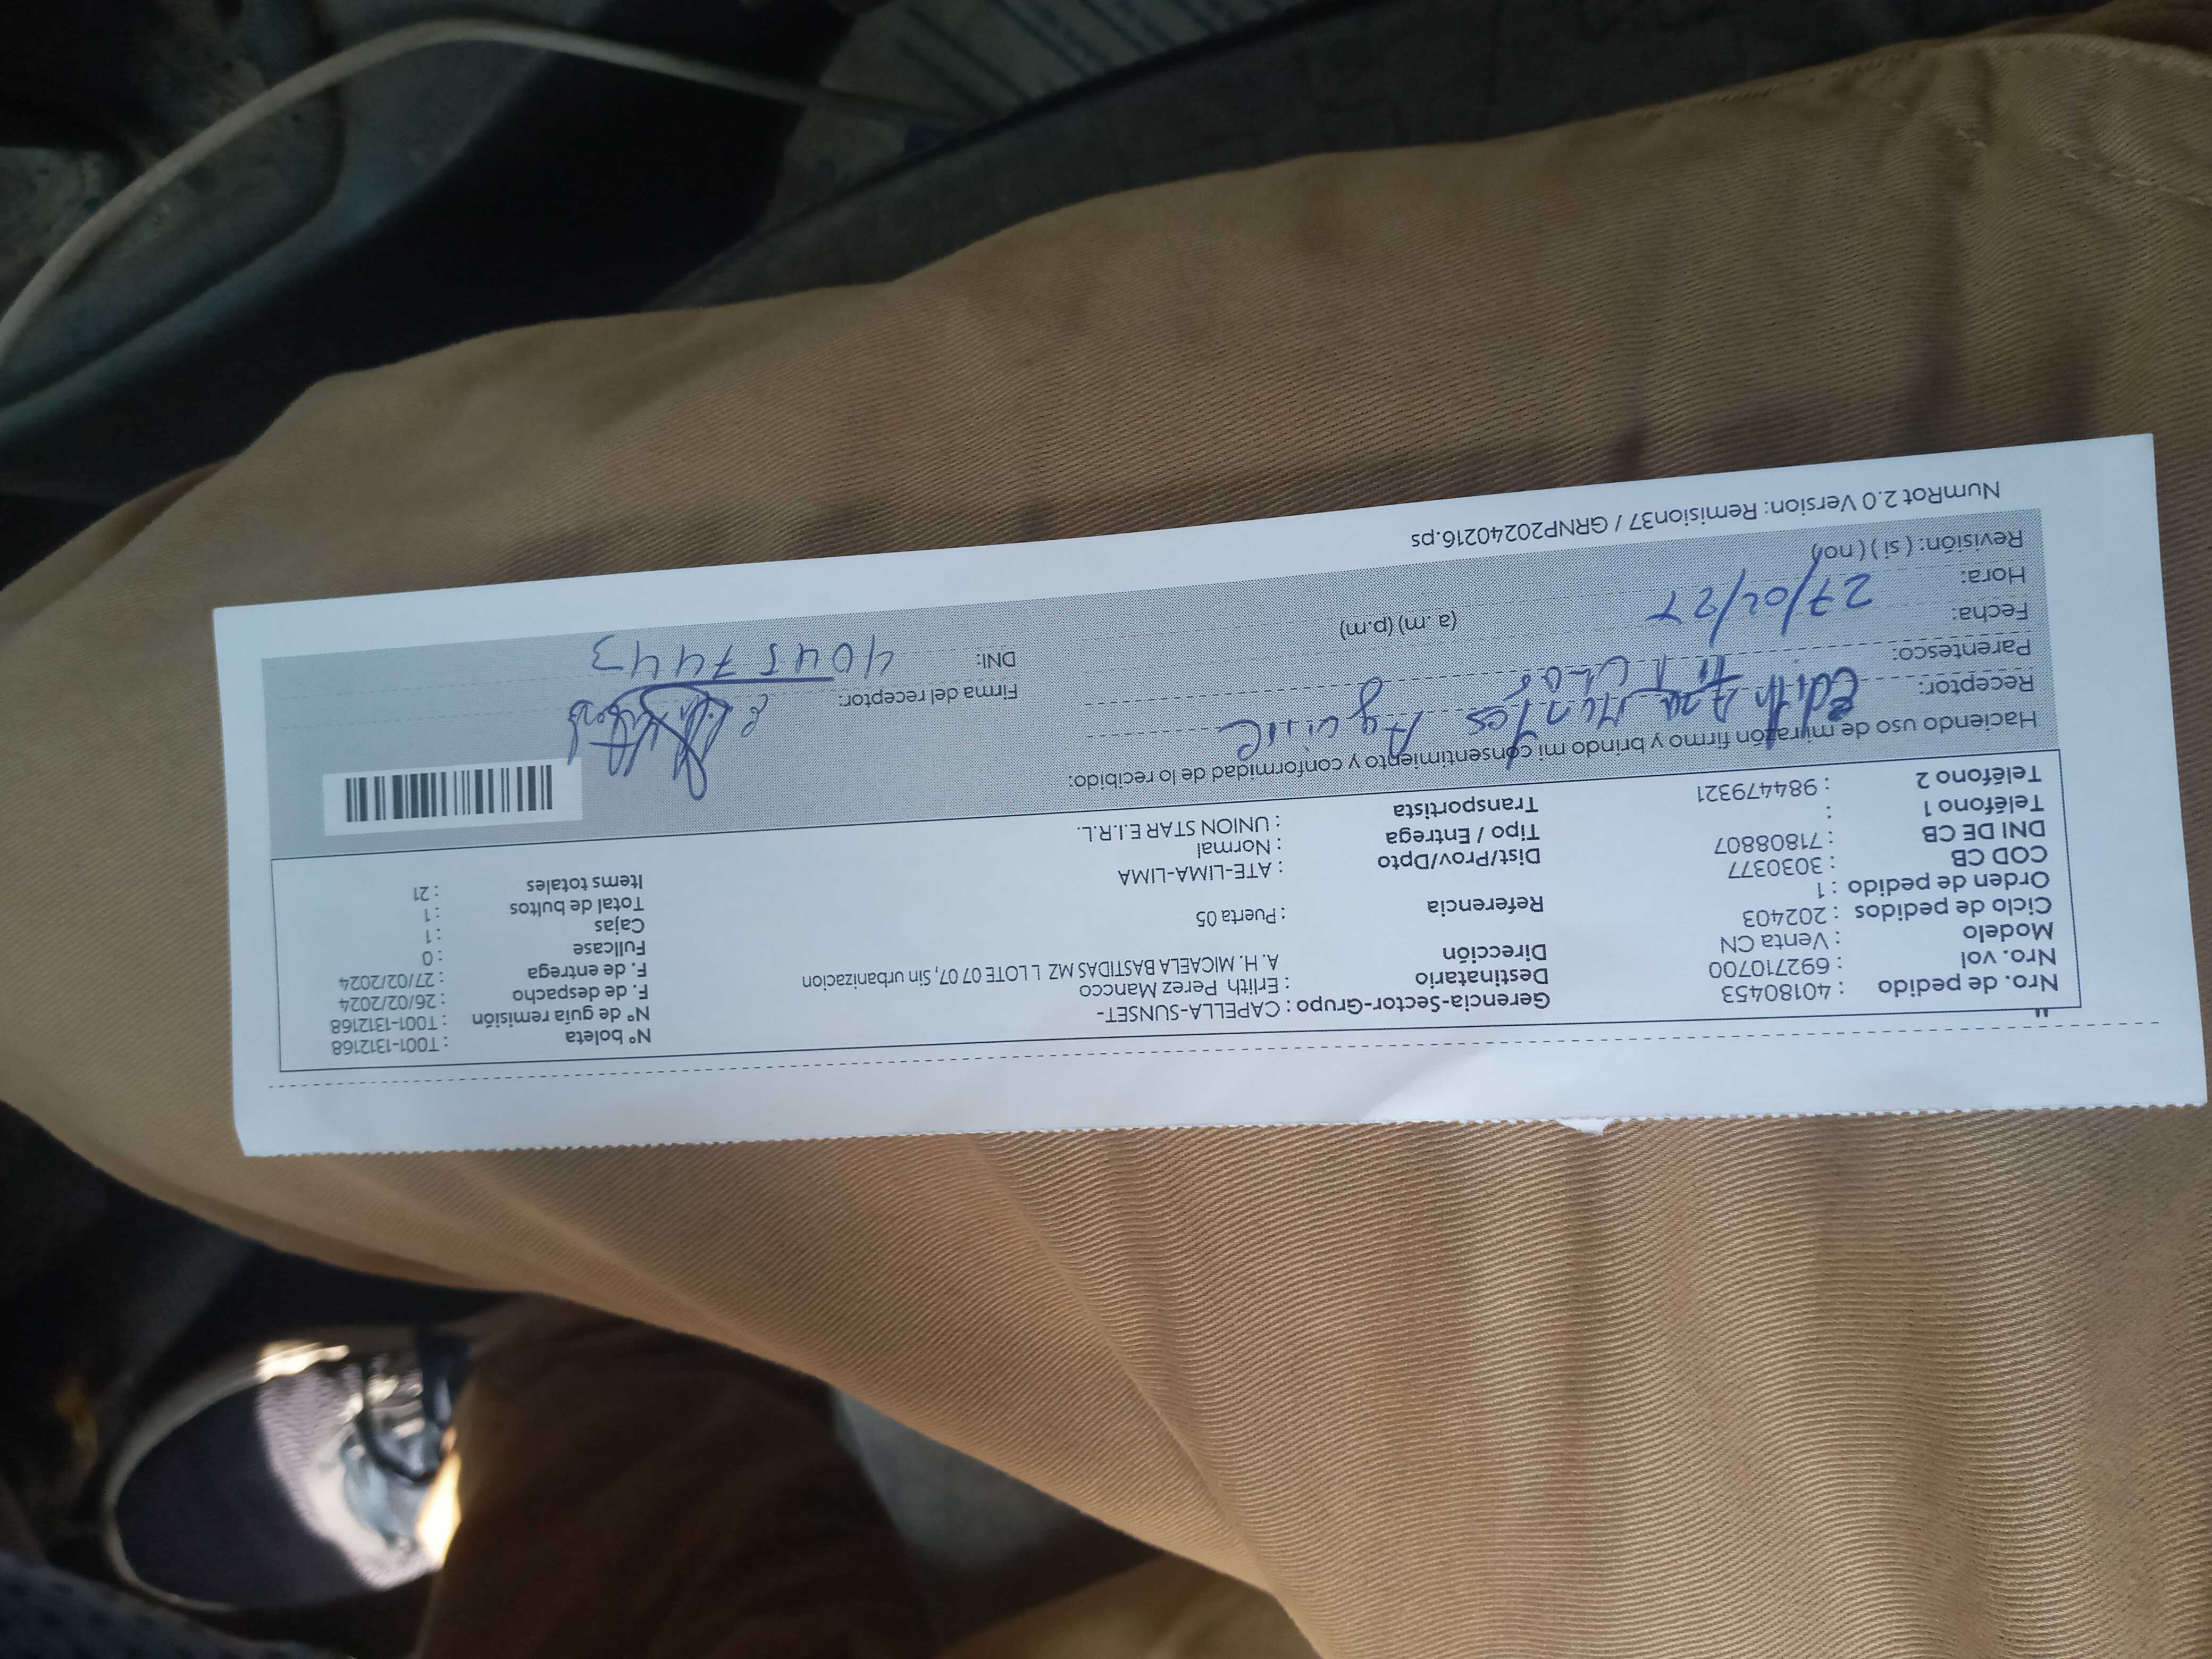 Nro. de pedido : 40180453
Nro. vol : 692710700
Modelo : Venta CN
Ciclo de pedidos : 202403
Orden de pedido : 1
COD CB : 3030377
DNI DE CB : 71808807
Teléfono 1 :
Teléfono 2 : 984479321
Gerencia-Sector-Grupo : CAPELLA-SUNSET-
Destinatario : Erlith Perez Mancco
Dirección A. H. MICAELA BASTIDAS MZ L LOTE 07 07, Sin urbanizacion
Referencia : Puerta 05
Dist/Prov/Dpto : ATE-LIMA-LIMA
Tipo / Entrega : Normal
Transportista : UNION STAR E.I.R.L.
Nº boleta : T001-1312168
Nº de guía remisión : T001-1312168
F. de despacho : 26/02/2024
F. de entrega : 27/02/2024
Fullcase : 0
Cajas : 1
Total de bultos : 1
Items totales : 21
Haciendo uso de mi razón firmo y brindo mi consentimiento y conformidad de lo recibido:
Receptor: Edith Montes Aguirre
Parentesco:
Fecha: 27/02/24
Hora: (a.m) (p.m)
Revisión: ( si ) ( no )
Firma del receptor:
DNI: 40457443
NumRot 2.0 Version: Remision37 / GRNP20240216.ps